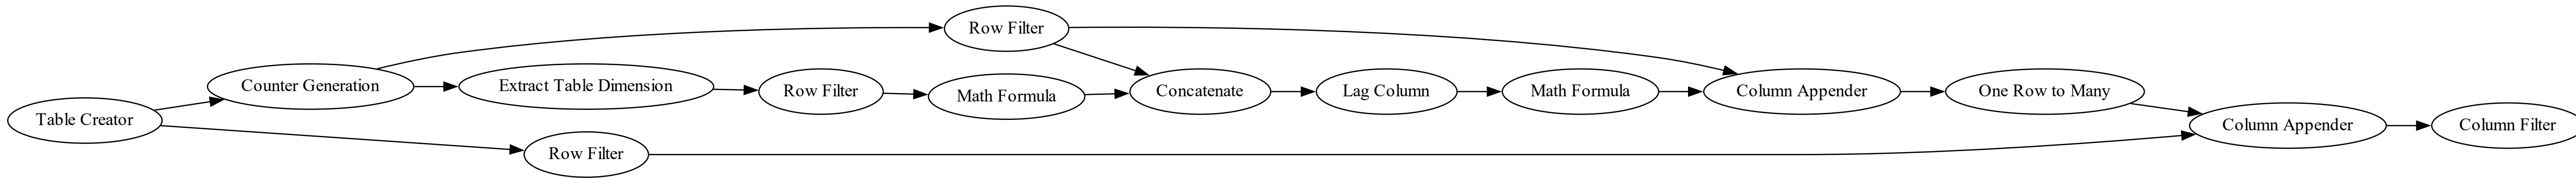 Table Creator
Counter Generation
Extract Table Dimension
Row Filter
Row Filter
Row Filter
Math Formula
Concatenate
Lag Column
Math Formula
Column Appender
One Row to Many
Column Appender
Column Filter